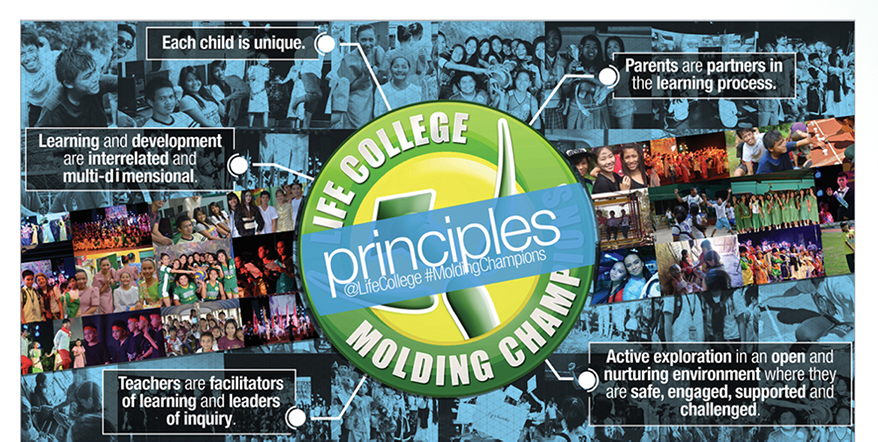 Each child is unique.
Parents are partners in
the learning process.
Learning and development
are interrelated and
multi-dimensional.
LIFE COLLEGE
principles
@LifeCollege #MoldingChampions
MOLDING CHAMPIONS
Teachers are facilitators
of learning and leaders
of inquiry.
Active exploration in an open and
nurturing environment where they
are safe, engaged, supported and
challenged.